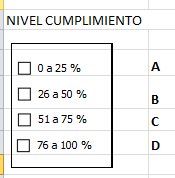 NIVEL CUMPLIMIENTO
0 a 25 % A
26 a 50 % B
51 a 75 % C
76 a 100 % D